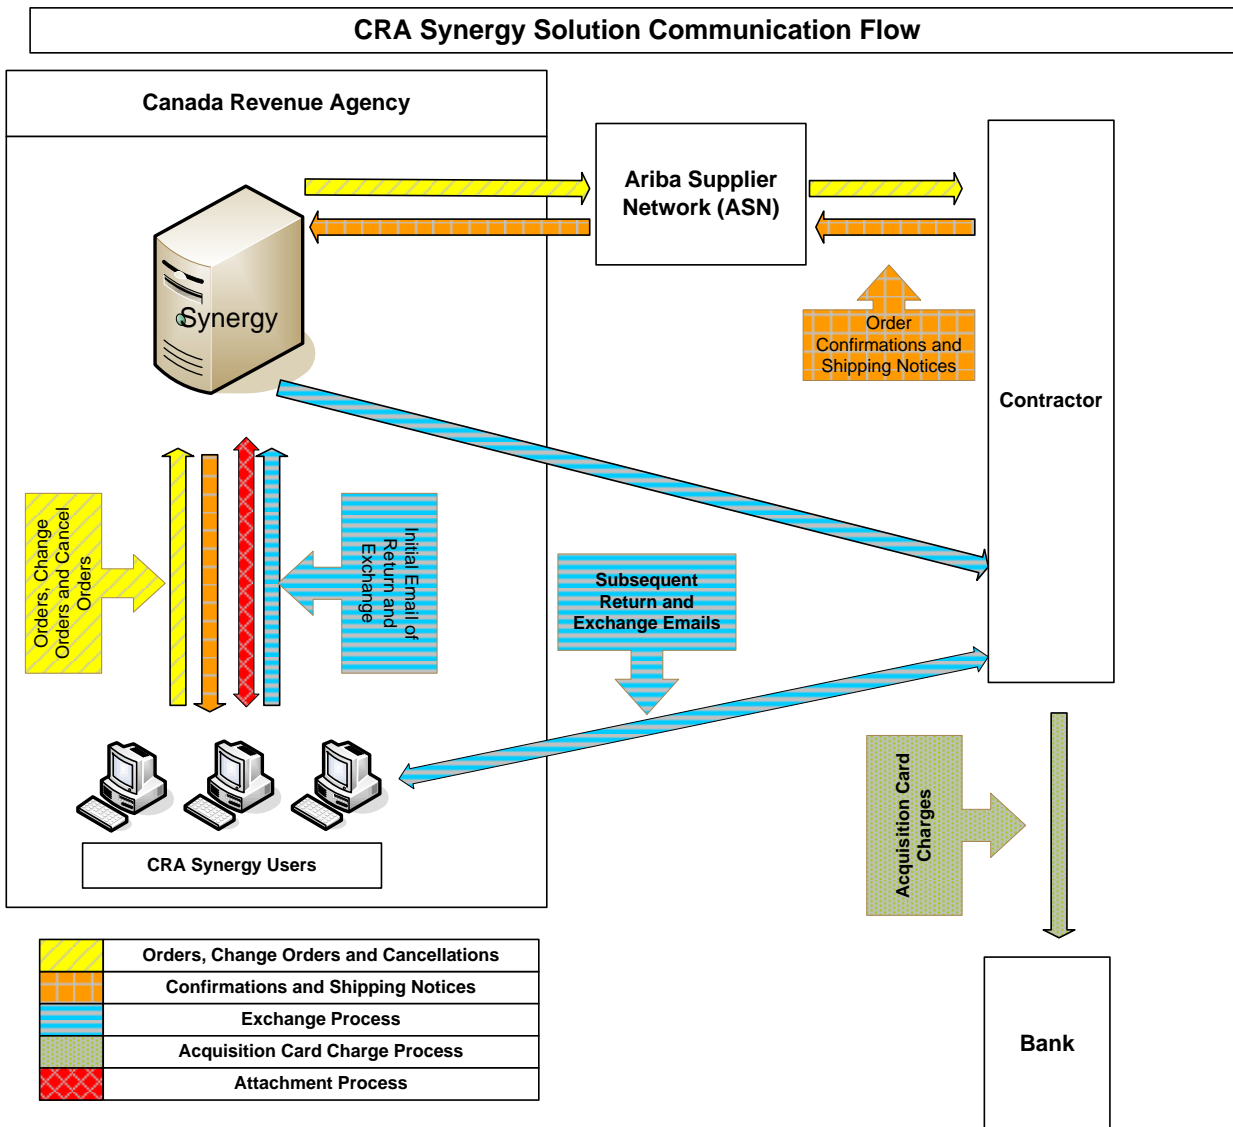 CRA Synergy Solution Communication Flow
Canada Revenue Agency
Ariba Supplier
Network (ASN)
Synergy
Order
Confirmations and
Shipping Notices
Contractor
Orders, Change
Orders and Cancel
Orders
Initial Email of
Return and
Exchange
Subsequent
Return and
Exchange Emails
Acquisition Card
Charges
CRA Synergy Users
Orders, Change Orders and Cancellations
Confirmations and Shipping Notices
Exchange Process
Acquisition Card Charge Process
Attachment Process
Bank